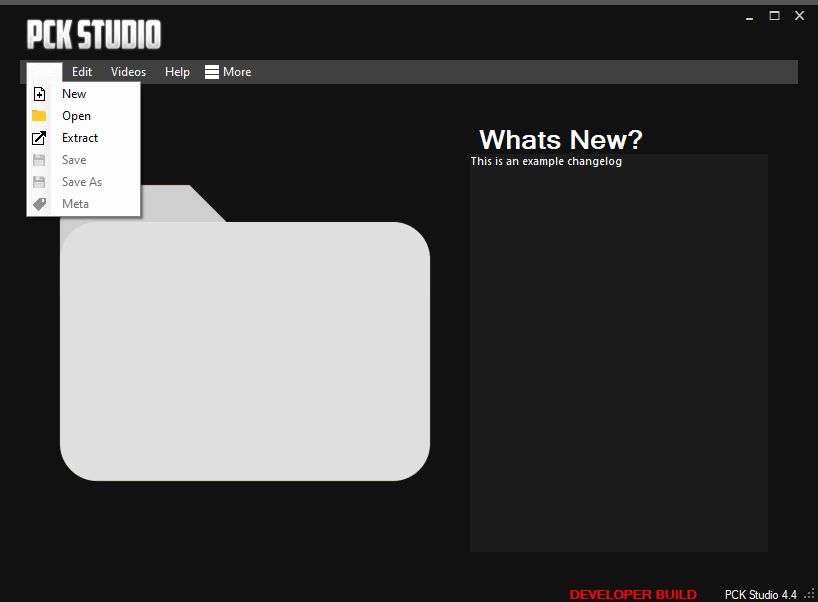 PCK STUDIO
Edit Videos Help More
New
Open
Extract
Save
Save As
Meta
Whats New?
This is an example changelog
DEVELOPER BUILD PCK Studio 4.4